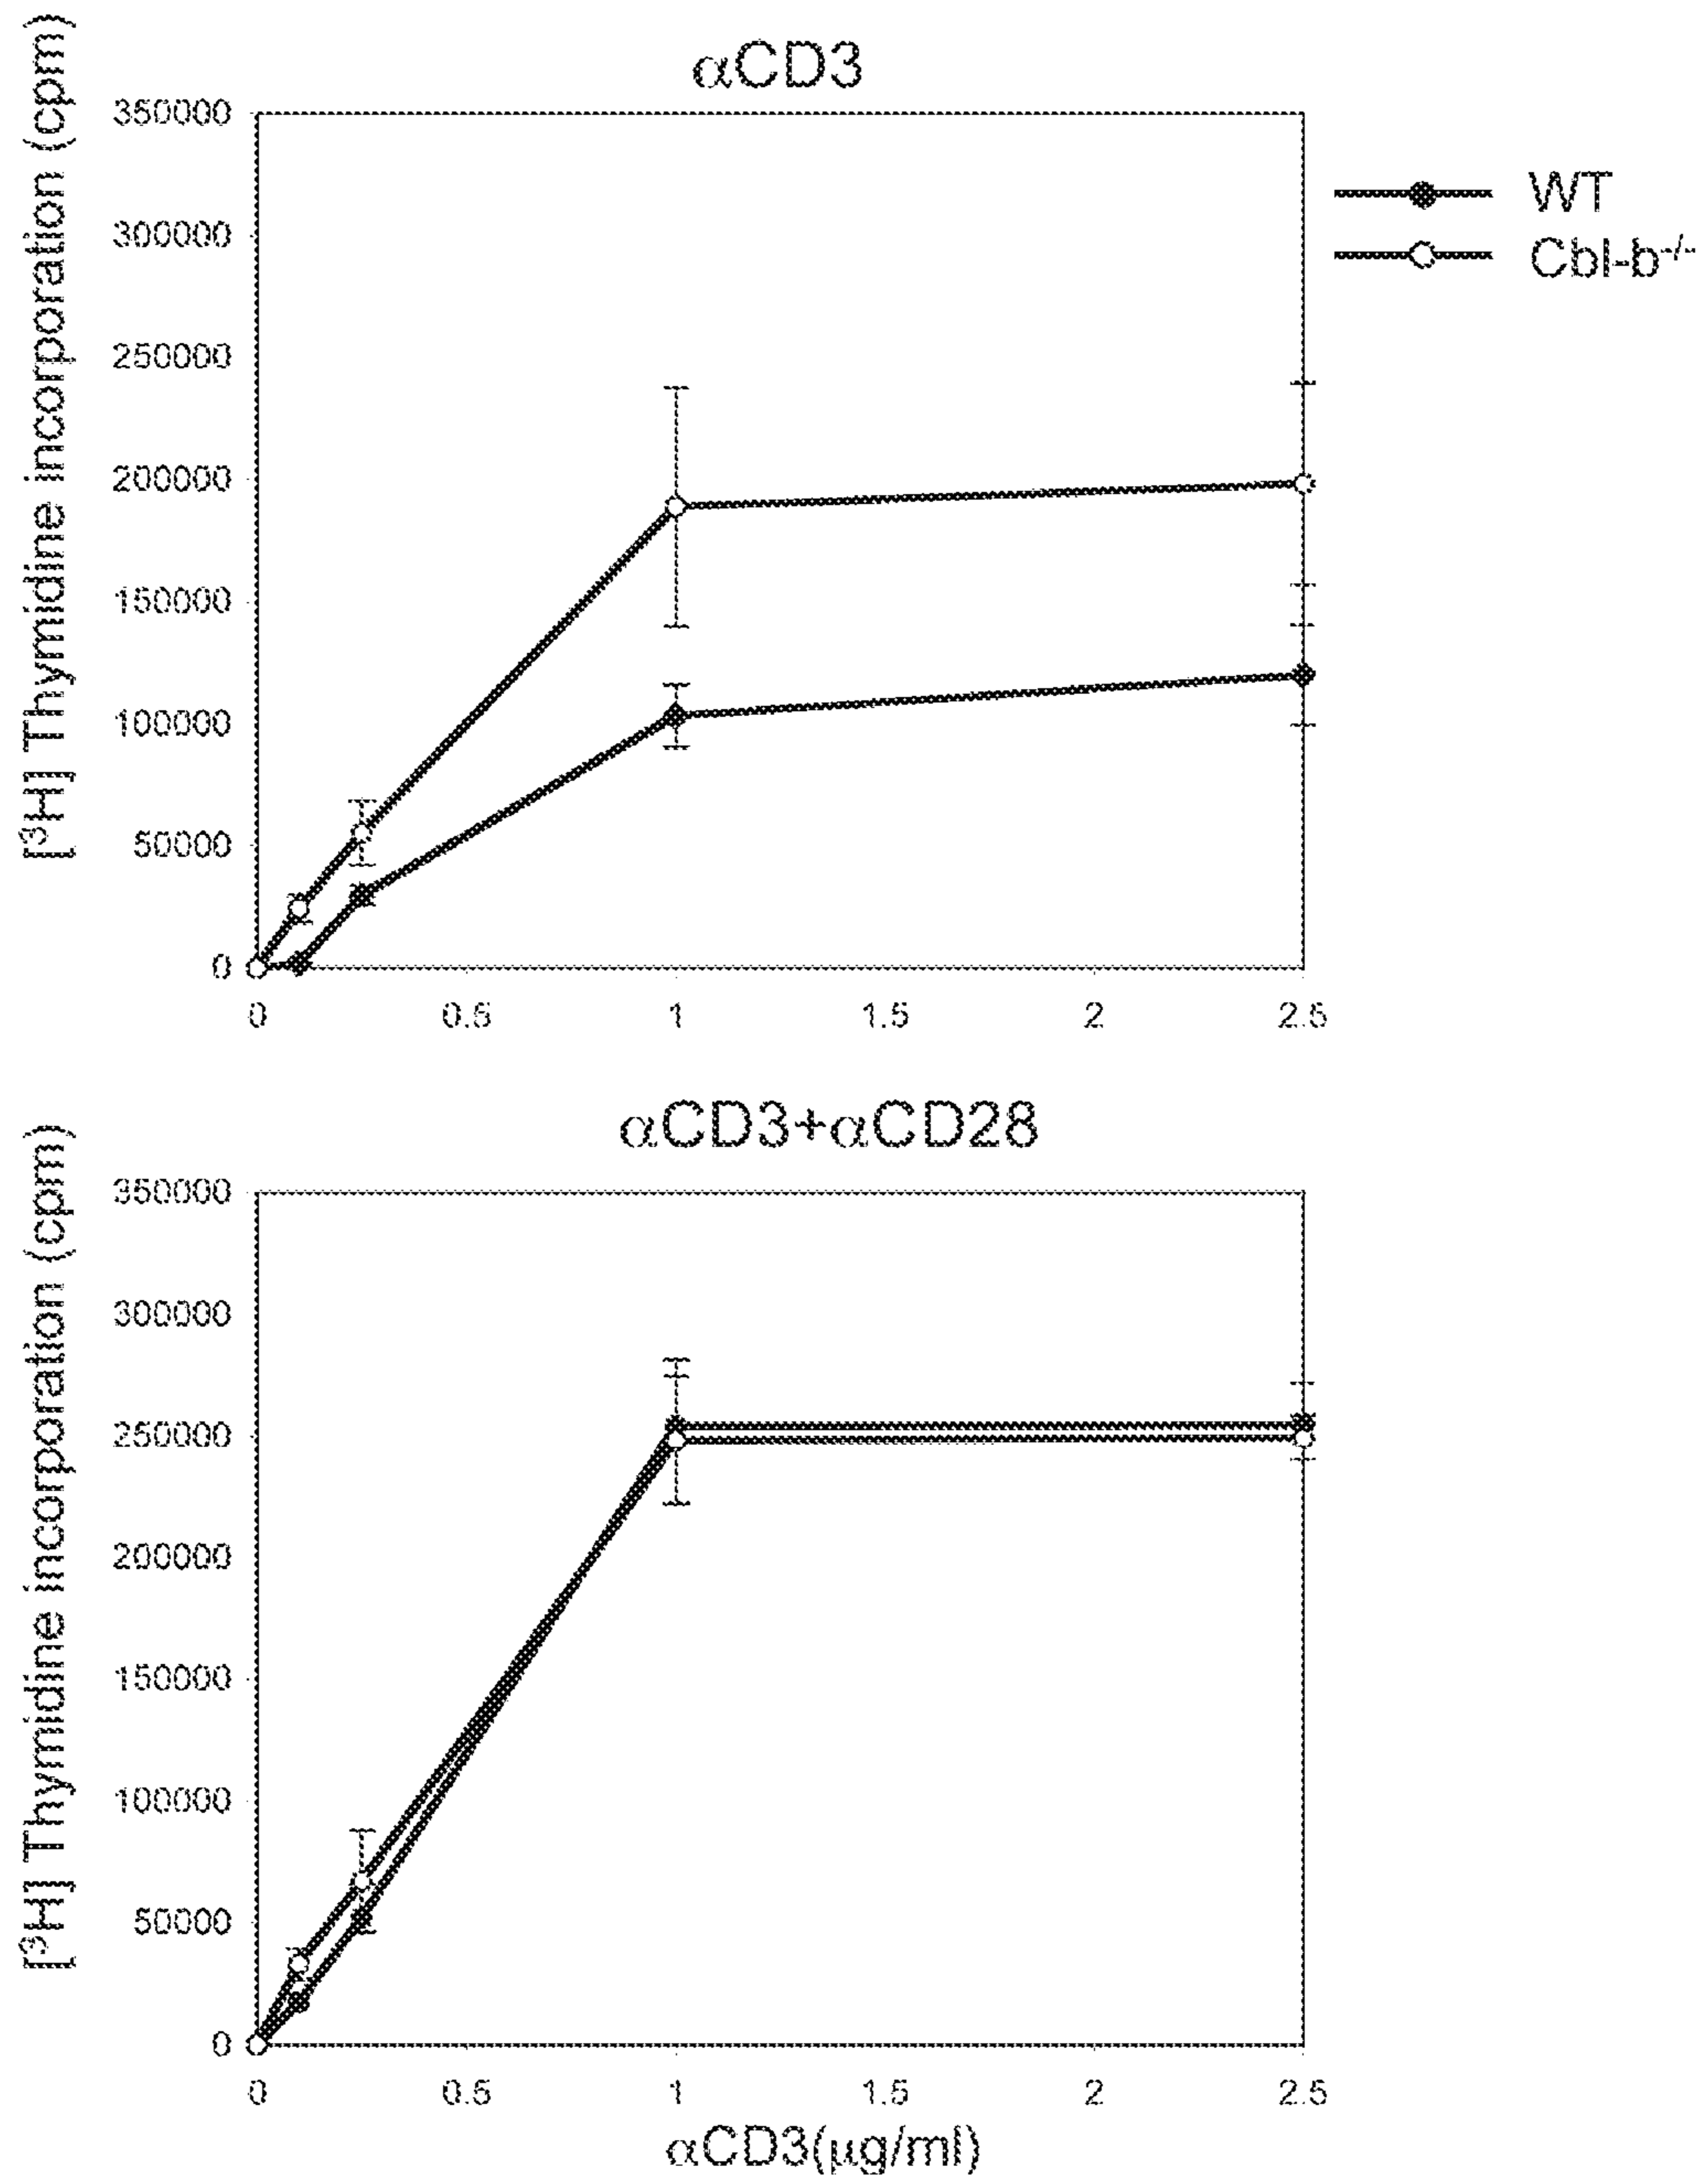 αCD3
[³H] Thymidine incorporation (cpm)
350000
300000
250000
200000
150000
100000
50000
0
0 0.5 1 1.5 2 2.5
WT
Cbl-b⁻/⁻
αCD3+αCD28
[³H] Thymidine incorporation (cpm)
350000
300000
250000
200000
150000
100000
50000
0
0 0.5 1 1.5 2 2.5
αCD3(μg/ml)